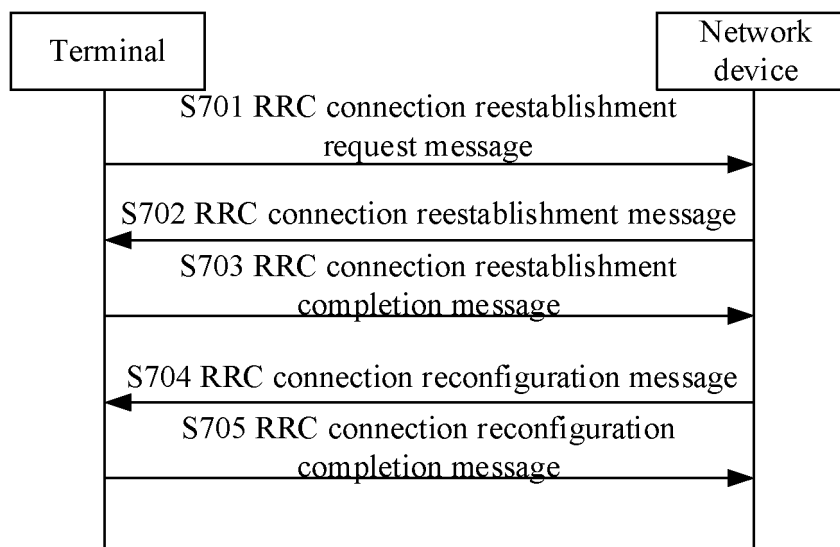 Terminal
Network
device
S701 RRC connection reestablishment
request message
S702 RRC connection reestablishment message
S703 RRC connection reestablishment
completion message
S704 RRC connection reconfiguration message
S705 RRC connection reconfiguration
completion message